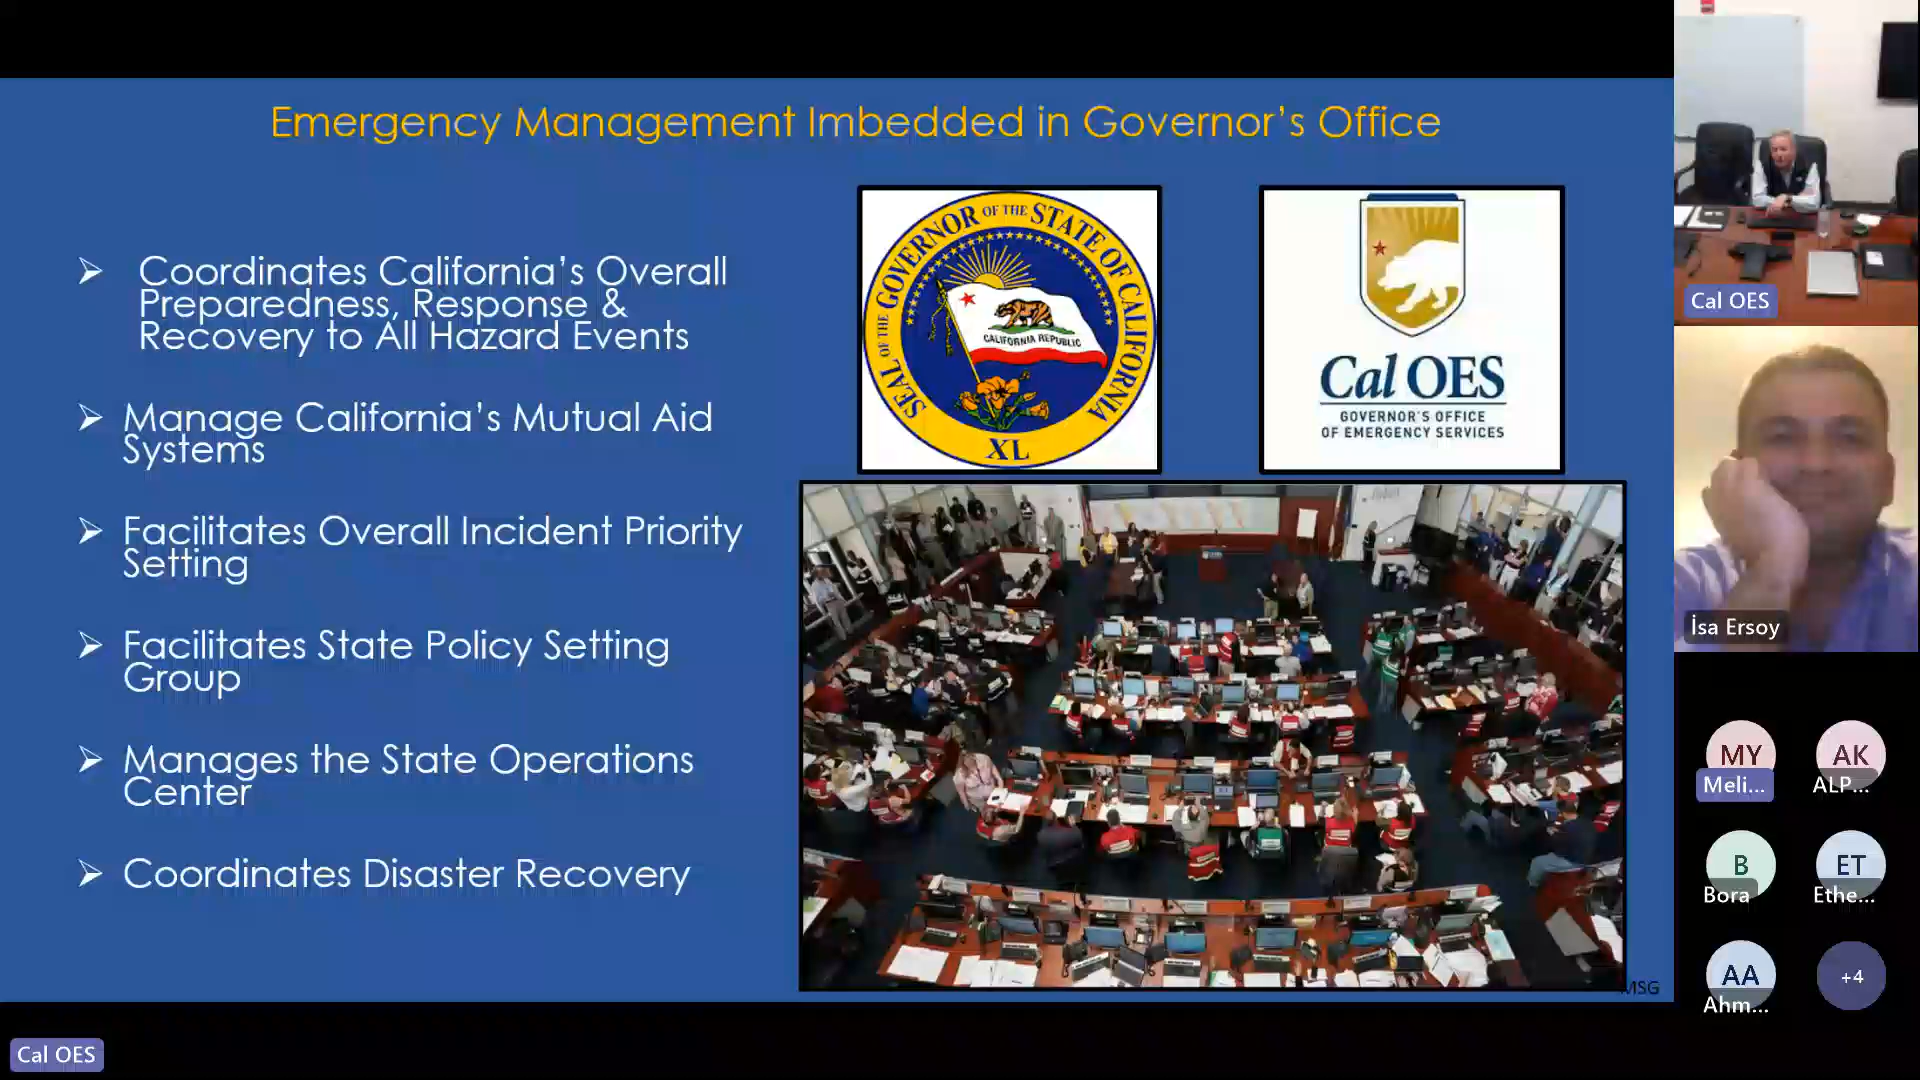 Emergency Management Imbedded in Governor's Office
Coordinates California's Overall
Preparedness, Response &
Recovery to All Hazard Events
Manage California's Mutual Aid
Systems
Facilitates Overall Incident Priority
Setting
Facilitates State Policy Setting
Group
Manages the State Operations
Center
Coordinates Disaster Recovery
SEAL OF THE GOVERNOR OF THE STATE OF CALIFORNIA
CALIFORNIA REPUBLIC
XL
Cal OES
GOVERNOR'S OFFICE
OF EMERGENCY SERVICES
MSG
Cal OES
Cal OES
İsa Ersoy
MY
Meli...
AK
ALP...
B
Bora
ET
Ethe...
AA
Ahm...
+4